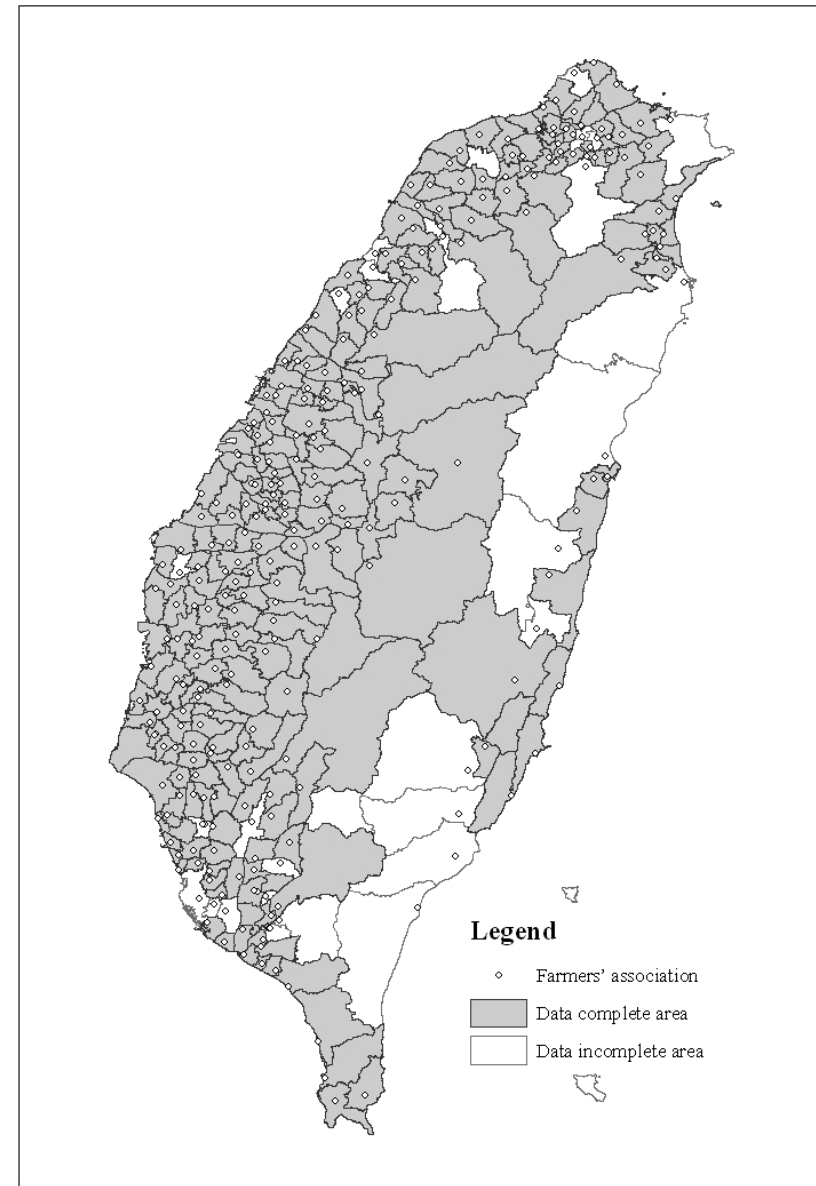 Legend
Farmers' association
Data complete area
Data incomplete area